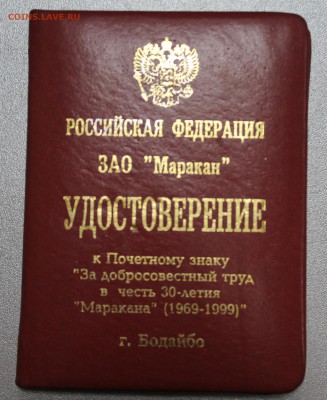 COINS.LAVE.RU
РОССИЙСКАЯ ФЕДЕРАЦИЯ
ЗАО "Маракан"
УДОСТОВЕРЕНИЕ
к Почетному знаку
"За добросовестный труд
в честь 30-летия
"Маракана" (1969-1999)"
г. Бодайбо